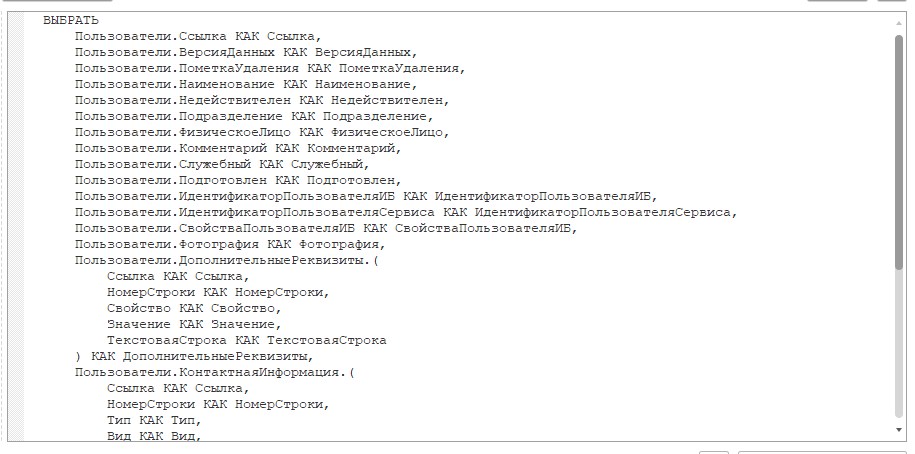 ВЫБРАТЬ
Пользователи.Ссылка КАК Ссылка,
Пользователи.ВерсияДанных КАК ВерсияДанных,
Пользователи.ПометкаУдаления КАК ПометкаУдаления,
Пользователи.Наименование КАК Наименование,
Пользователи.Недействителен КАК Недействителен,
Пользователи.Подразделение КАК Подразделение,
Пользователи.ФизическоеЛицо КАК ФизическоеЛицо,
Пользователи.Комментарий КАК Комментарий,
Пользователи.Служебный КАК Служебный,
Пользователи.Подготовлен КАК Подготовлен,
Пользователи.ИдентификаторПользователяИБ КАК ИдентификаторПользователяИБ,
Пользователи.ИдентификаторПользователяСервиса КАК ИдентификаторПользователяСервиса,
Пользователи.СвойстваПользователяИБ КАК СвойстваПользователяИБ,
Пользователи.Фотография КАК Фотография,
Пользователи.ДополнительныеРеквизиты.(
Ссылка КАК Ссылка,
НомерСтроки КАК НомерСтроки,
Свойство КАК Свойство,
Значение КАК Значение,
ТекстоваяСтрока КАК ТекстоваяСтрока
) КАК ДополнительныеРеквизиты,
Пользователи.КонтактнаяИнформация.(
Ссылка КАК Ссылка,
НомерСтроки КАК НомерСтроки,
Тип КАК Тип,
Вид КАК Вид,